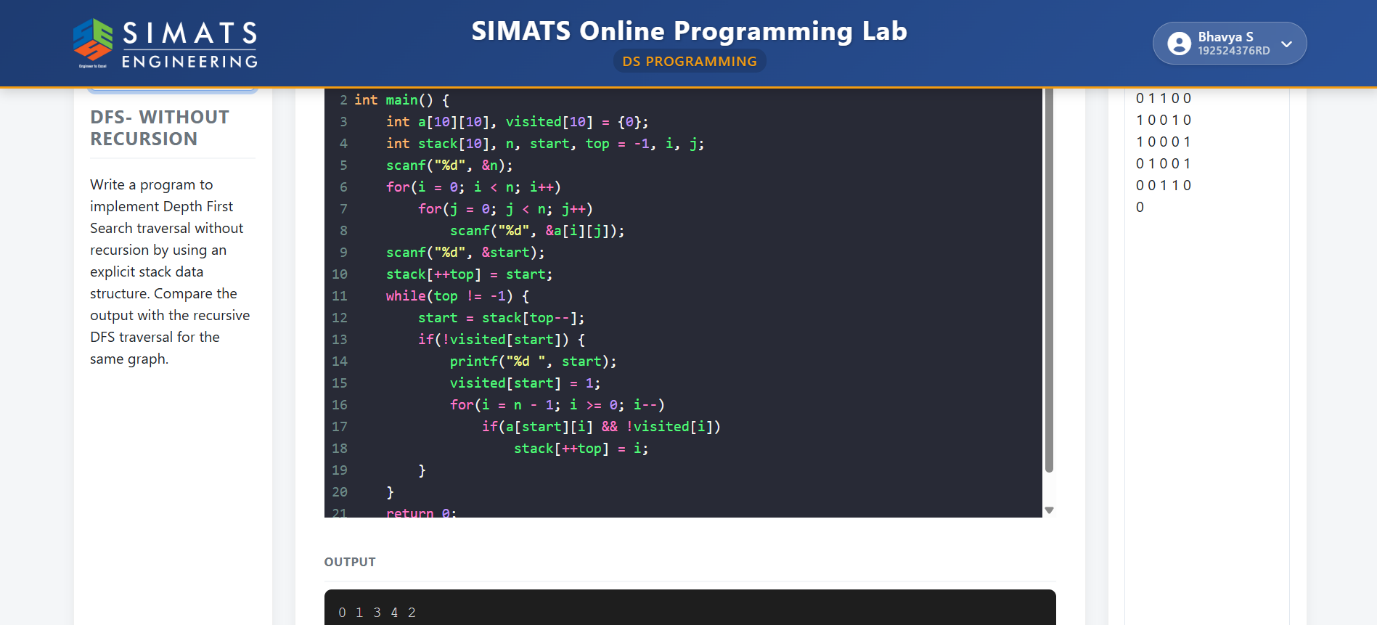 SIMATS
ENGINEERING
Engineer to Excel
SIMATS Online Programming Lab
DS PROGRAMMING
Bhavya S
192524376RD
DFS- WITHOUT
RECURSION
Write a program to
implement Depth First
Search traversal without
recursion by using an
explicit stack data
structure. Compare the
output with the recursive
DFS traversal for the
same graph.
2 int main() {
3     int a[10][10], visited[10] = {0};
4     int stack[10], n, start, top = -1, i, j;
5     scanf("%d", &n);
6     for(i = 0; i < n; i++)
7         for(j = 0; j < n; j++)
8             scanf("%d", &a[i][j]);
9     scanf("%d", &start);
10     stack[++top] = start;
11     while(top != -1) {
12         start = stack[top--];
13         if(!visited[start]) {
14             printf("%d ", start);
15             visited[start] = 1;
16             for(i = n - 1; i >= 0; i--)
17                 if(a[start][i] && !visited[i])
18                     stack[++top] = i;
19         }
20     }
21     return 0;
OUTPUT
0 1 3 4 2
0 1 1 0 0
1 0 0 1 0
1 0 0 0 1
0 1 0 0 1
0 0 1 1 0
0